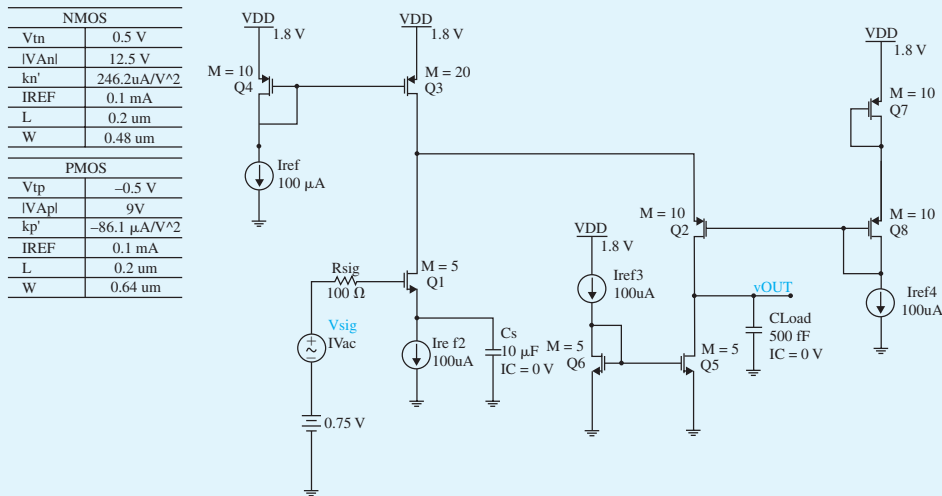 NMOS
Vtn 0.5 V
|VAn| 12.5 V
kn' 246.2uA/V^2
IREF 0.1 mA
L 0.2 um
W 0.48 um
PMOS
Vtp –0.5 V
|VAp| 9V
kp' –86.1 μA/V^2
IREF 0.1 mA
L 0.2 um
W 0.64 um
VDD
1.8 V
M = 10
Q4
Iref
100 μA
VDD
1.8 V
M = 20
Q3
Rsig
100 Ω
M = 5
Q1
Vsig
IVac
0.75 V
Ire f2
100uA
Cs
10 μF
IC = 0 V
VDD
1.8 V
Iref3
100uA
M = 5
Q6
M = 5
Q5
M = 10
Q2
vOUT
CLoad
500 fF
IC = 0 V
VDD
1.8 V
M = 10
Q7
M = 10
Q8
Iref4
100uA